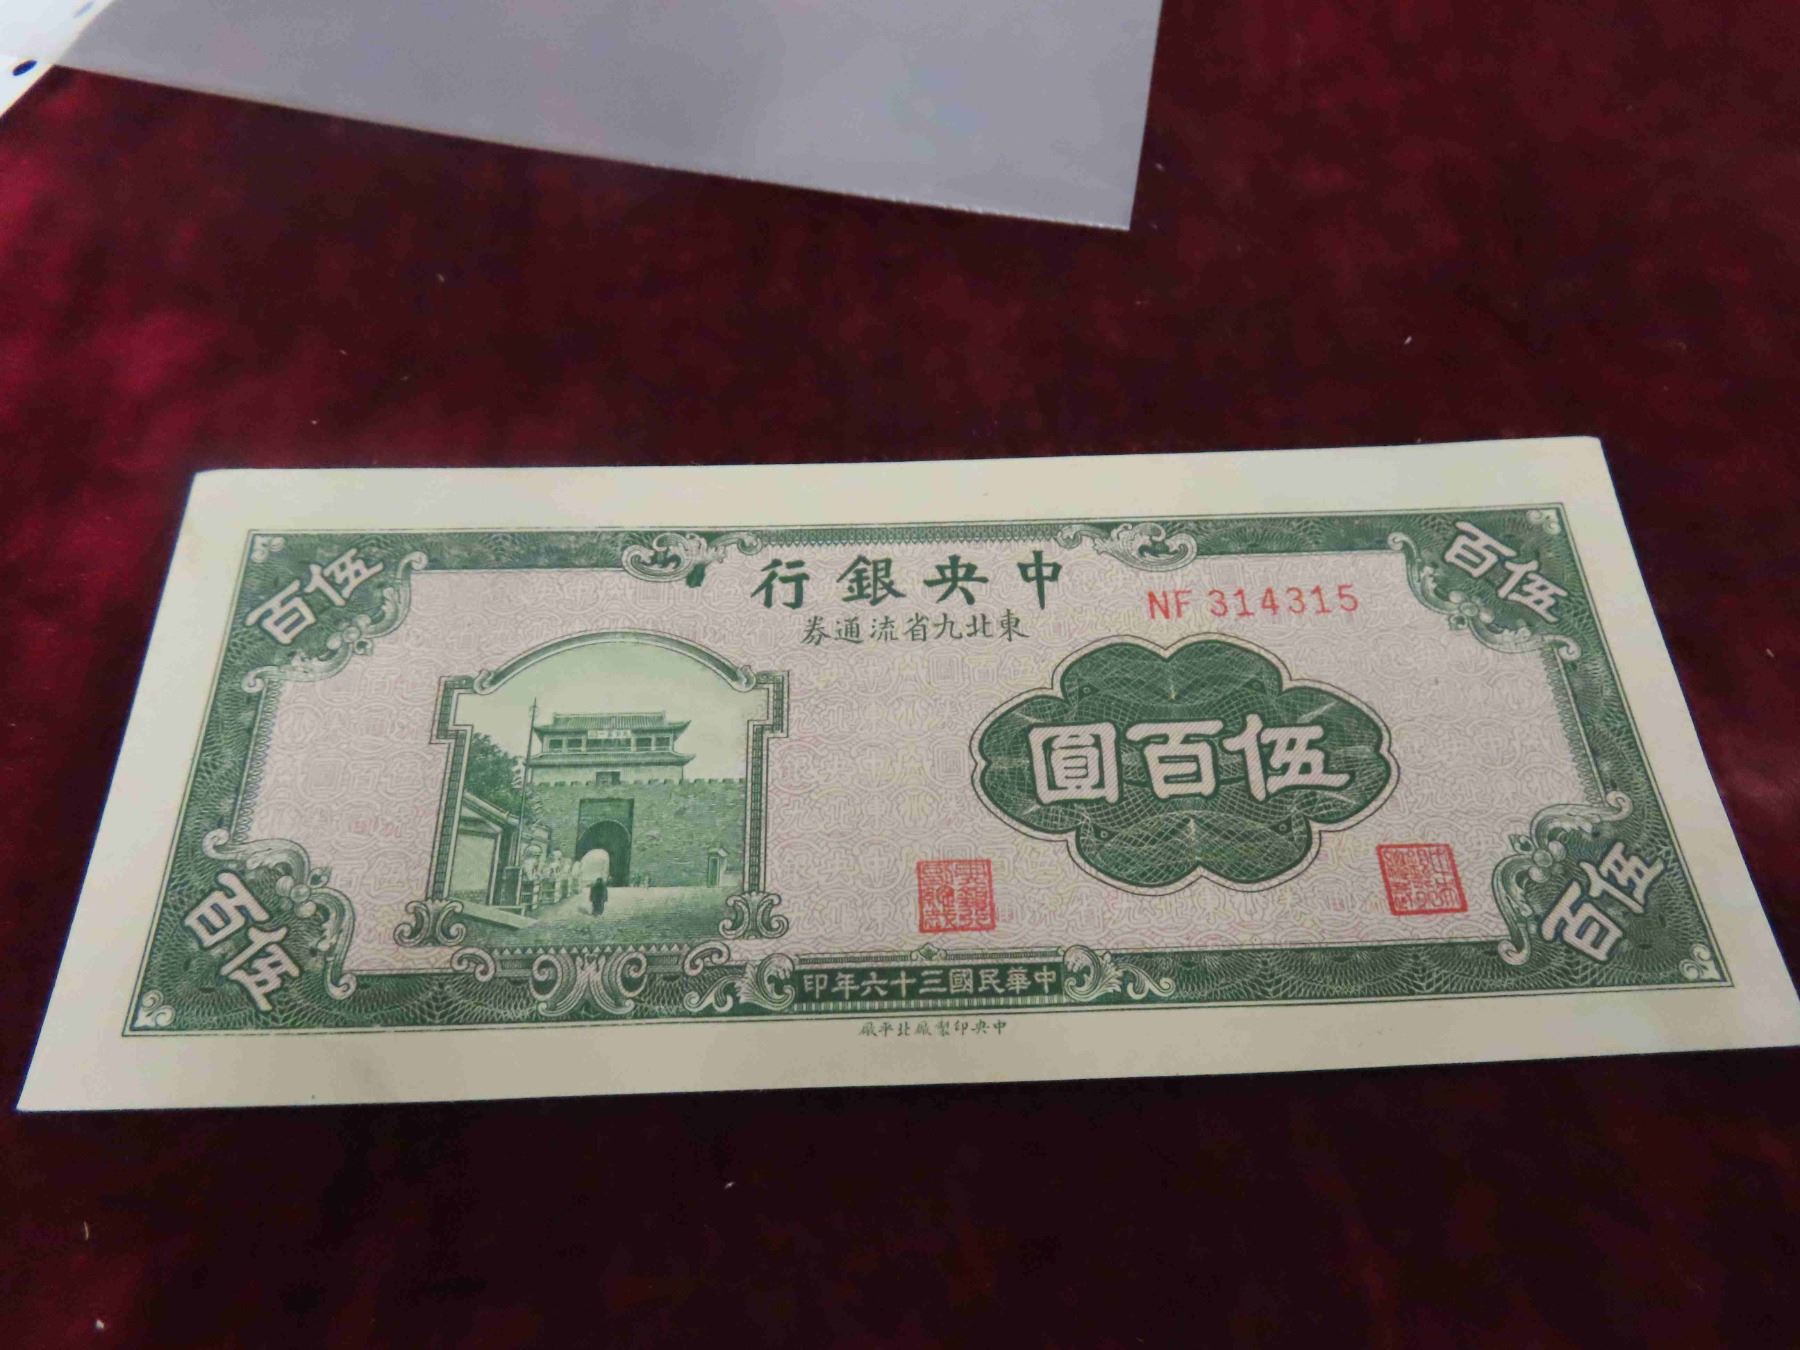 中央銀行
東北九省流通券
NF 314315
伍百
伍百
伍百圓
伍百
伍百
中華民國三十六年印
中央印製廠北平廠